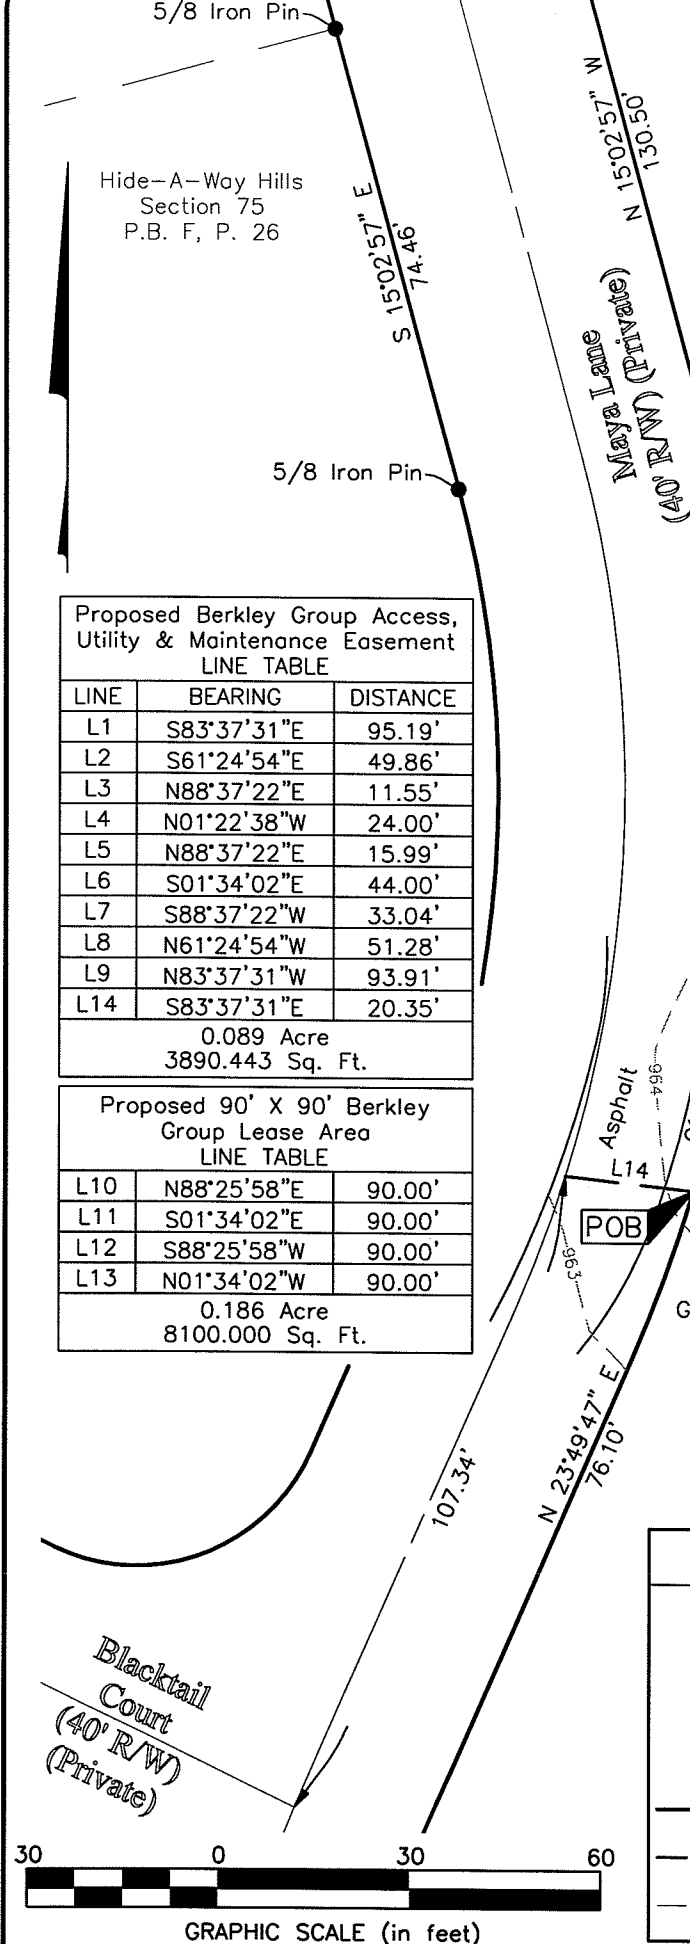 5/8 Iron Pin
Hide-A-Way Hills
Section 75
P.B. F, P. 26
S 15°02'57" E
74.46'
N 15°02'57" W
130.50'
Maya Lane
(40' R/W) (Private)
5/8 Iron Pin
Proposed Berkley Group Access,
Utility & Maintenance Easement
LINE TABLE
LINE BEARING DISTANCE
L1 S83°37'31"E 95.19'
L2 S61°24'54"E 49.86'
L3 N88°37'22"E 11.55'
L4 N01°22'38"W 24.00'
L5 N88°37'22"E 15.99'
L6 S01°34'02"E 44.00'
L7 S88°37'22"W 33.04'
L8 N61°24'54"W 51.28'
L9 N83°37'31"W 93.91'
L14 S83°37'31"E 20.35'
0.089 Acre
3890.443 Sq. Ft.
Proposed 90' X 90' Berkley
Group Lease Area
LINE TABLE
L10 N88°25'58"E 90.00'
L11 S01°34'02"E 90.00'
L12 S88°25'58"W 90.00'
L13 N01°34'02"W 90.00'
0.186 Acre
8100.000 Sq. Ft.
964
Asphalt
L14
POB
963
G
N 23°49'47" E
76.10'
107.34'
Blacktail
Court
(40' R/W)
(Private)
30 0 30 60
GRAPHIC SCALE (in feet)